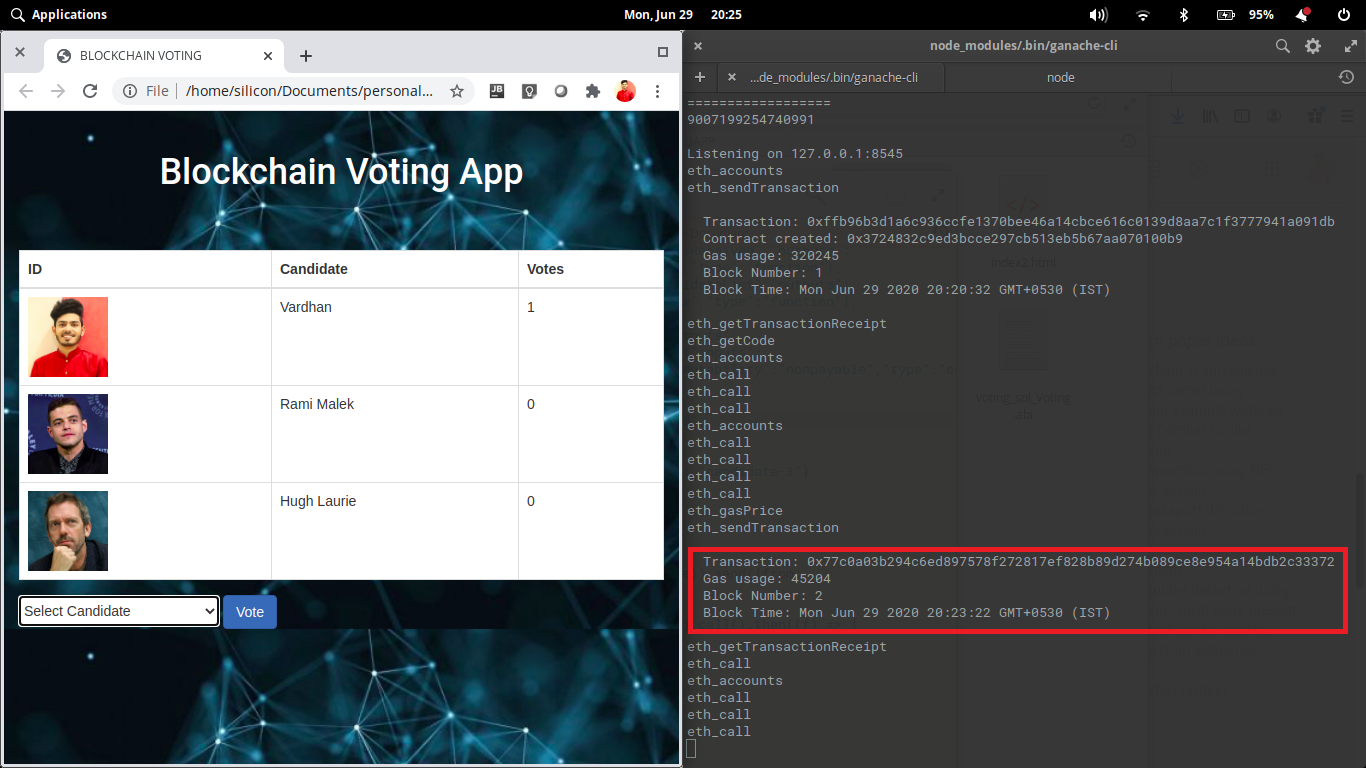 Applications
Mon, Jun 29 20:25
95%
BLOCKCHAIN VOTING
File
/home/silicon/Documents/personal...
Blockchain Voting App
ID Candidate Votes
Vardhan 1
Rami Malek 0
Hugh Laurie 0
Select Candidate
Vote
node_modules/.bin/ganache-cli
...de_modules/.bin/ganache-cli
node
==================
9007199254740991
Listening on 127.0.0.1:8545
eth_accounts
eth_sendTransaction
Transaction: 0xffb96b3d1a6c936ccfe1370bee46a14cbce616c0139d8aa7c1f3777941a091db
Contract created: 0x3724832c9ed3bcce297cb513eb5b67aa070100b9
Gas usage: 320245
Block Number: 1
Block Time: Mon Jun 29 2020 20:20:32 GMT+0530 (IST)
eth_getTransactionReceipt
eth_getCode
eth_accounts
eth_call
eth_call
eth_call
eth_accounts
eth_call
eth_call
eth_call
eth_call
eth_gasPrice
eth_sendTransaction
Transaction: 0x77c0a03b294c6ed897578f272817ef828b89d274b089ce8e954a14bdb2c33372
Gas usage: 45204
Block Number: 2
Block Time: Mon Jun 29 2020 20:23:22 GMT+0530 (IST)
eth_getTransactionReceipt
eth_call
eth_accounts
eth_call
eth_call
eth_call
index2.html